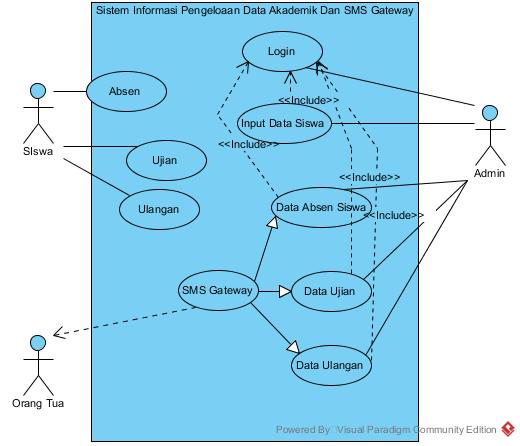 Sistem Informasi Pengeloaan Data Akademik Dan SMS Gateway
Login
Absen
<<Include>>
Input Data Siswa
SIswa
Ujian
<<Include>>
Admin
<<Include>>
Ulangan
Data Absen Siswa
<<Include>>
SMS Gateway
Data Ujian
Data Ulangan
Orang Tua
Powered By Visual Paradigm Community Edition